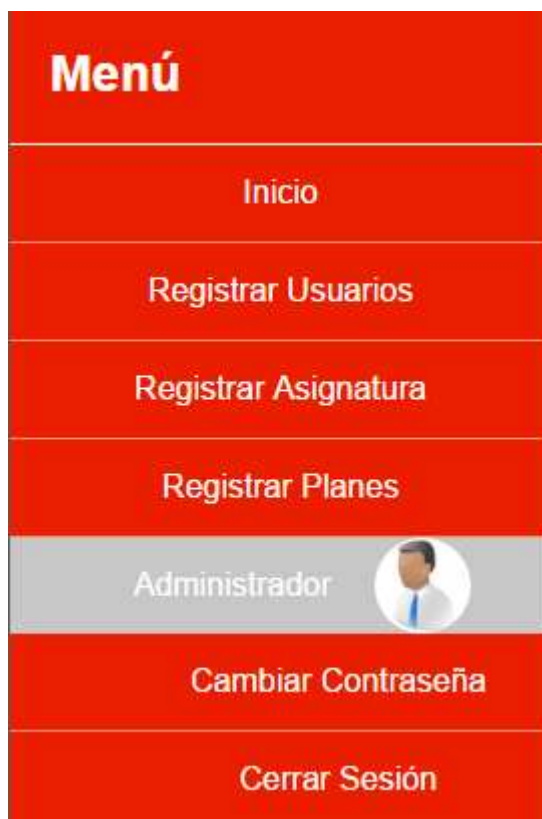 Menú
Inicio
Registrar Usuarios
Registrar Asignatura
Registrar Planes
Administrador
Cambiar Contraseña
Cerrar Sesión